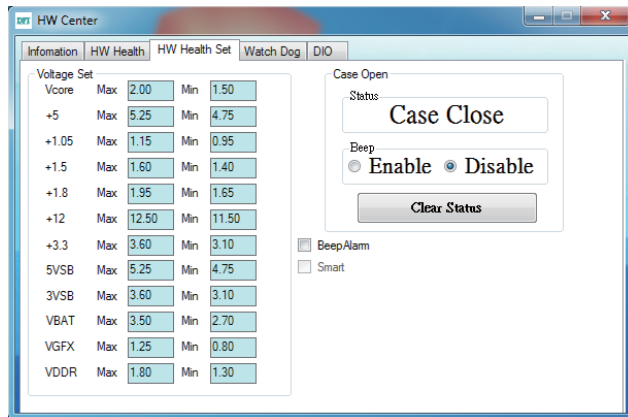 DFI HW Center
Infomation HW Health HW Health Set Watch Dog DIO
Voltage Set
Vcore Max 2.00 Min 1.50
+5 Max 5.25 Min 4.75
+1.05 Max 1.15 Min 0.95
+1.5 Max 1.60 Min 1.40
+1.8 Max 1.95 Min 1.65
+12 Max 12.50 Min 11.50
+3.3 Max 3.60 Min 3.10
5VSB Max 5.25 Min 4.75
3VSB Max 3.60 Min 3.10
VBAT Max 3.50 Min 2.70
VGFX Max 1.25 Min 0.80
VDDR Max 1.80 Min 1.30
Case Open
Status
Case Close
Beep
Enable Disable
Clear Status
BeepAlarm
Smart